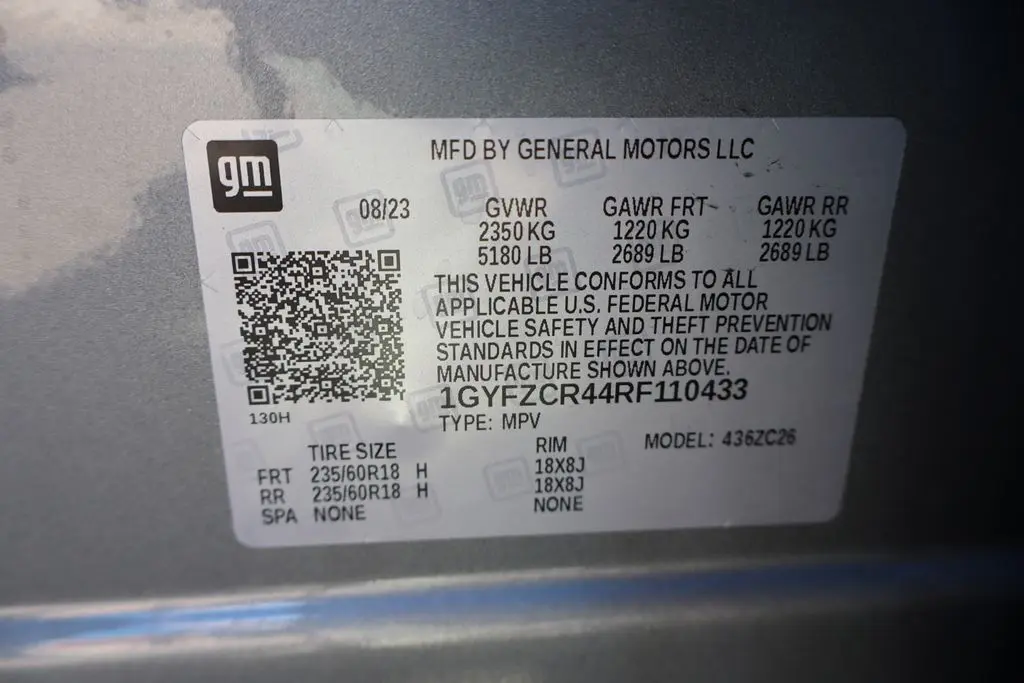 gm
MFD BY GENERAL MOTORS LLC
08/23 GVWR GAWR FRT GAWR RR
2350 KG 1220 KG 1220 KG
5180 LB 2689 LB 2689 LB
THIS VEHICLE CONFORMS TO ALL
APPLICABLE U.S. FEDERAL MOTOR
VEHICLE SAFETY AND THEFT PREVENTION
STANDARDS IN EFFECT ON THE DATE OF
MANUFACTURE SHOWN ABOVE.
1GYFZCR44RF110433
130H
TYPE: MPV
TIRE SIZE RIM MODEL: 436ZC26
FRT 235/60R18 H 18X8J
RR 235/60R18 H 18X8J
SPA NONE NONE